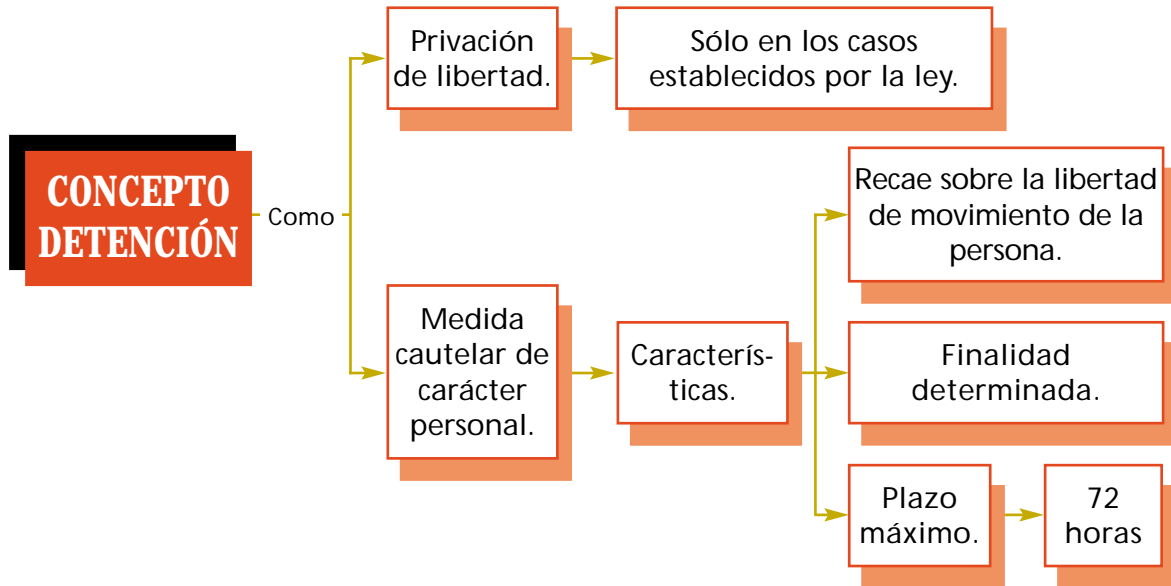 CONCEPTO
DETENCIÓN
Como
Privación
de libertad.
Sólo en los casos
establecidos por la ley.
Medida
cautelar de
carácter
personal.
Caracterís-
ticas.
Recae sobre la libertad
de movimiento de la
persona.
Finalidad
determinada.
Plazo
máximo.
72
horas